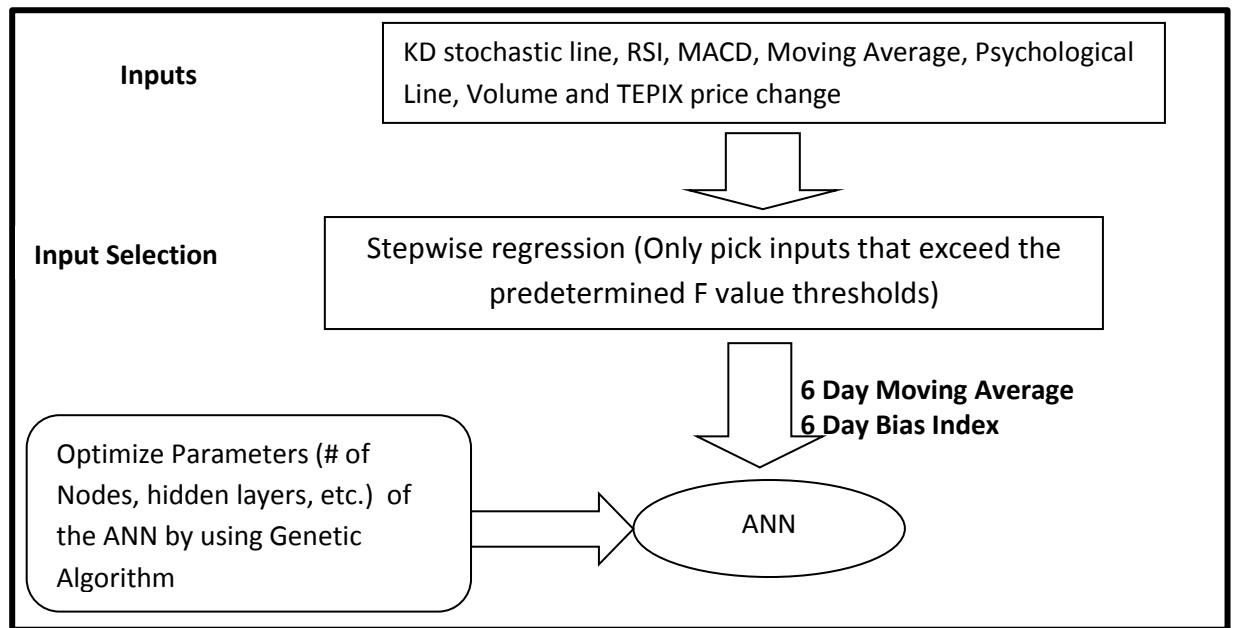 Inputs
KD stochastic line, RSI, MACD, Moving Average, Psychological
Line, Volume and TEPIX price change
Input Selection
Stepwise regression (Only pick inputs that exceed the
predetermined F value thresholds)
6 Day Moving Average
6 Day Bias Index
Optimize Parameters (# of
Nodes, hidden layers, etc.) of
the ANN by using Genetic
Algorithm
ANN